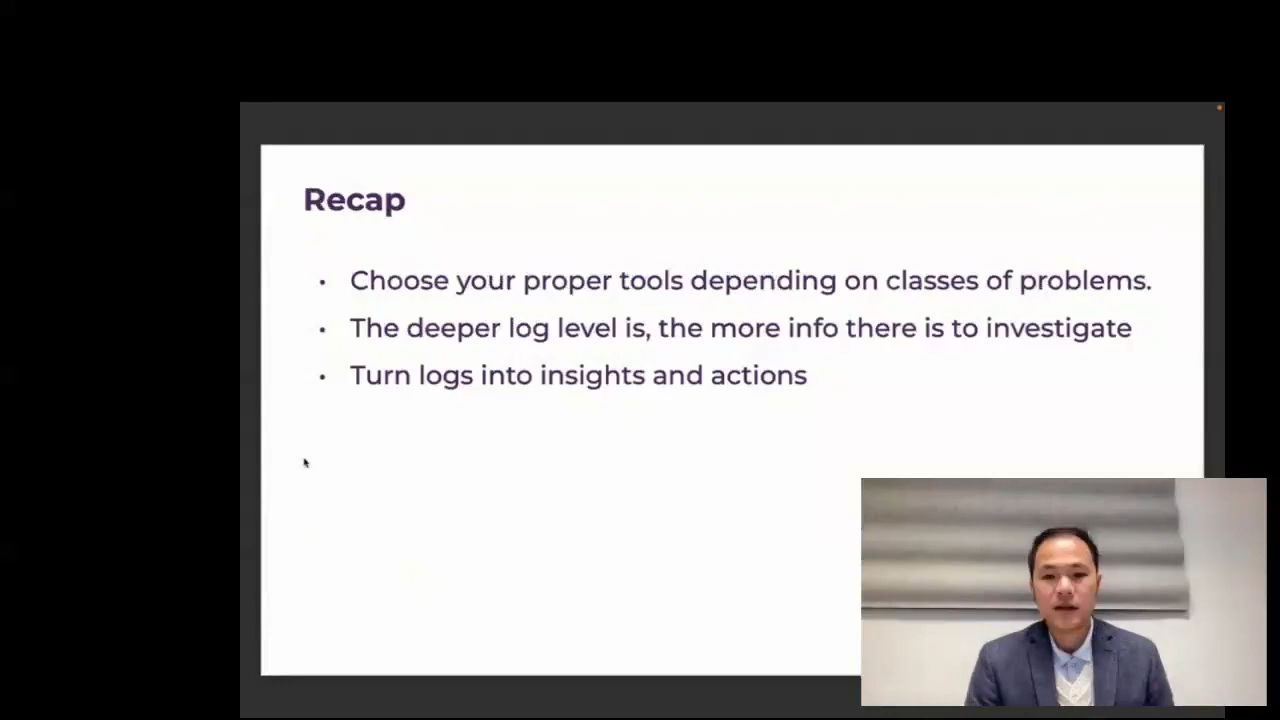 Recap
• Choose your proper tools depending on classes of problems.
• The deeper log level is, the more info there is to investigate
• Turn logs into insights and actions